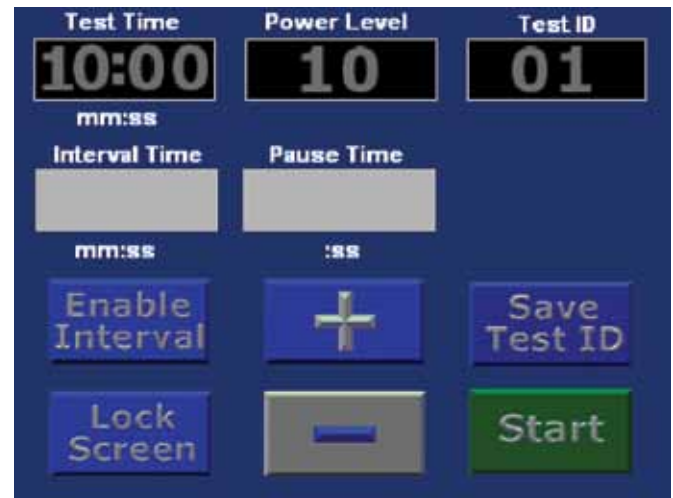 Test Time Power Level Test ID
10:00 10 01
mm:ss
Interval Time Pause Time
mm:ss :ss
Enable
Interval
+
Save
Test ID
Lock
Screen
-
Start